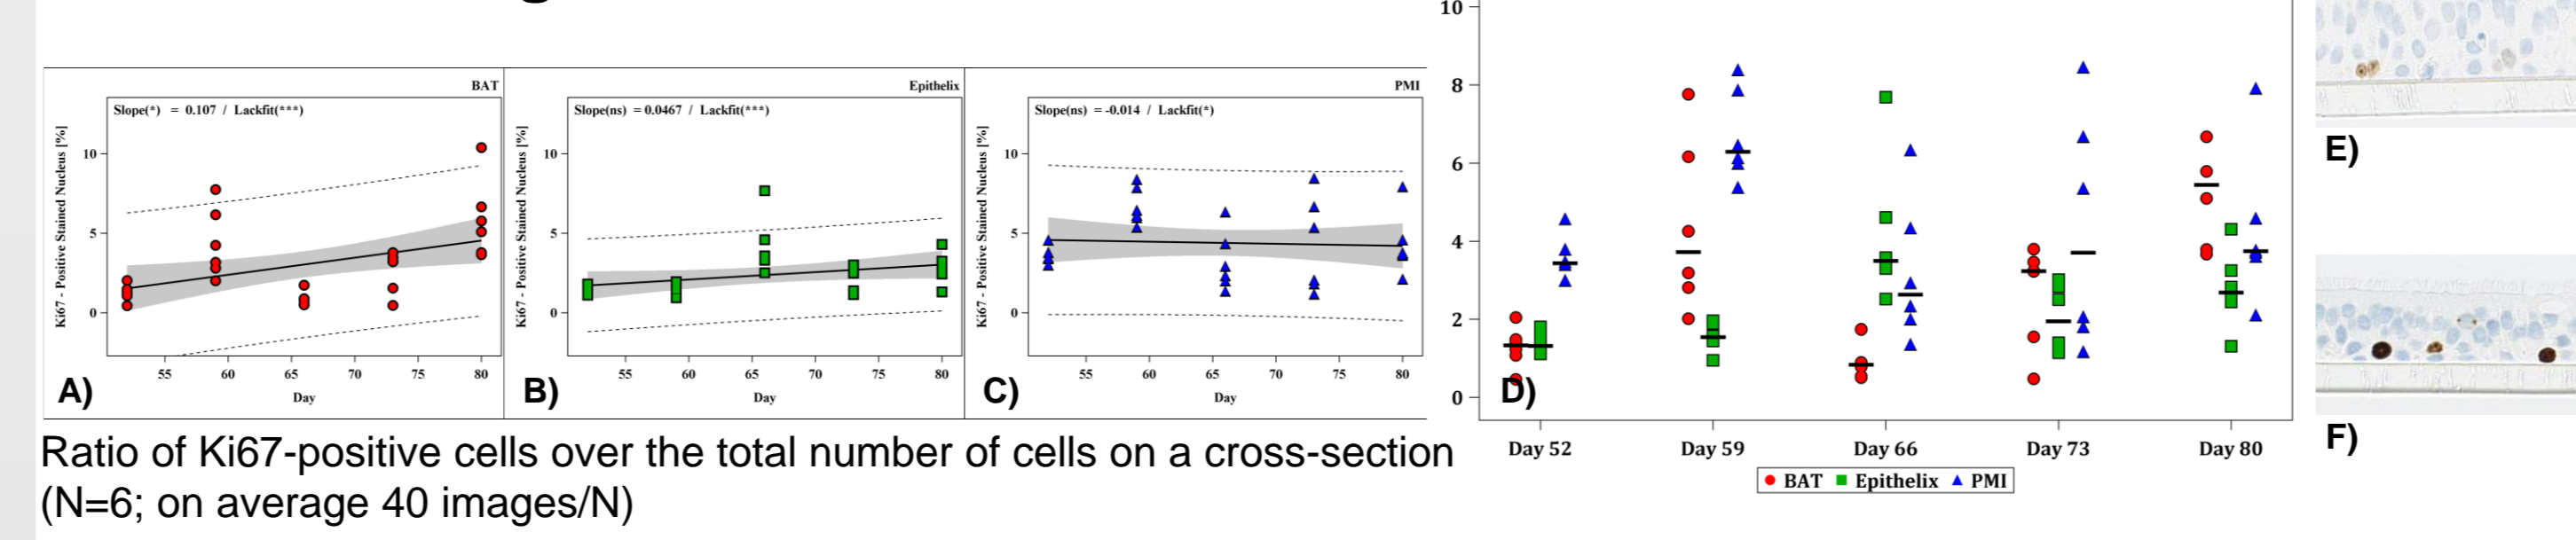 BAT
Slope(*) = 0.107 / Lackfit(***)
Ki67 - Positive Stained Nucleus [%]
10
5
0
55 60 65 70 75 80
Day
A)
Epithelix
Slope(ns) = 0.0467 / Lackfit(***)
Ki67 - Positive Stained Nucleus [%]
10
5
0
55 60 65 70 75 80
Day
B)
PMI
Slope(ns) = -0.014 / Lackfit(*)
Ki67 - Positive Stained Nucleus [%]
10
5
0
55 60 65 70 75 80
Day
C)
Ratio of Ki67-positive cells over the total number of cells on a cross-section
(N=6; on average 40 images/N)
10
8
6
4
2
0
D)
Day 52 Day 59 Day 66 Day 73 Day 80
BAT Epithelix PMI
E)
F)